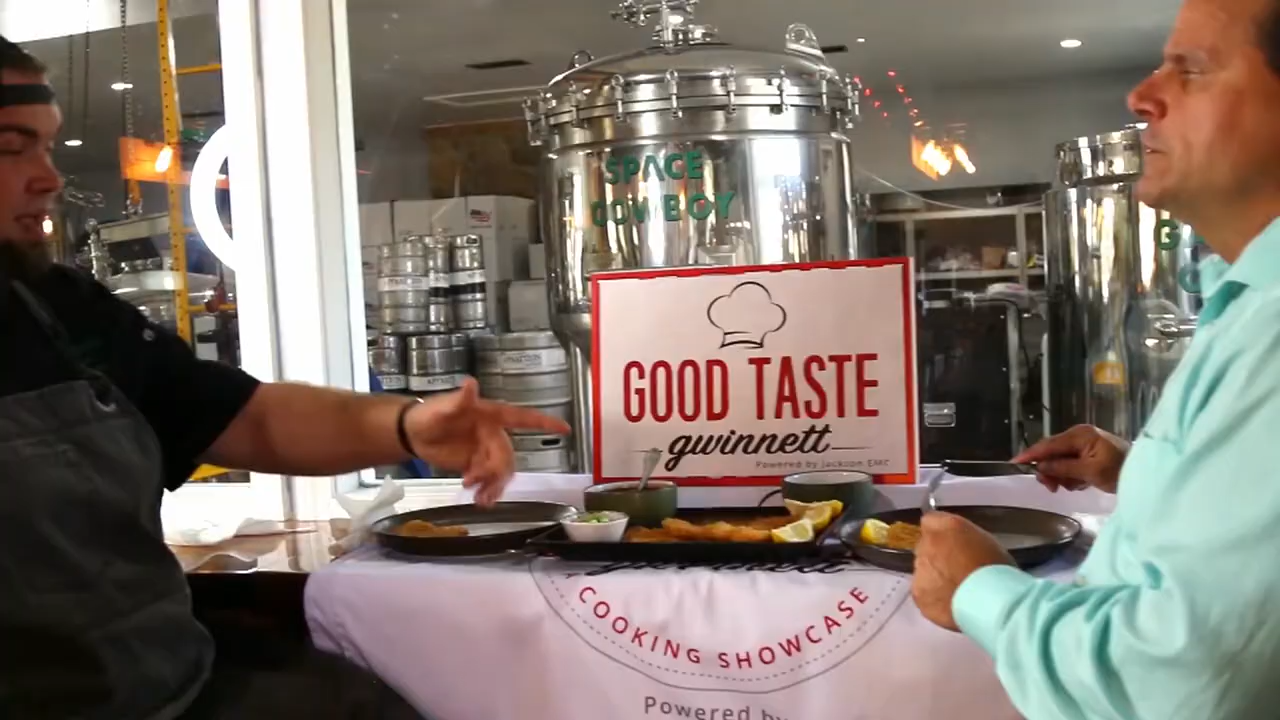 SPACE
COWBOY
GOOD TASTE
gwinnett
Powered by Jackson EMC
A COOKING SHOWCASE
Powered by